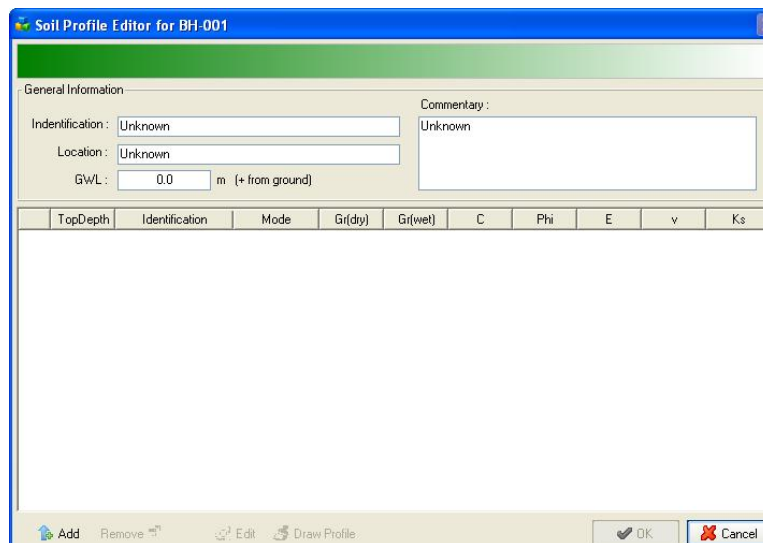 Soil Profile Editor for BH-001
General Information
Commentary :
Indentification : Unknown
Unknown
Location : Unknown
GWL : 0.0 m (+ from ground)
TopDepth Identification Mode Gr(dry) Gr(wet) C Phi E v Ks
Add Remove Edit Draw Profile OK Cancel